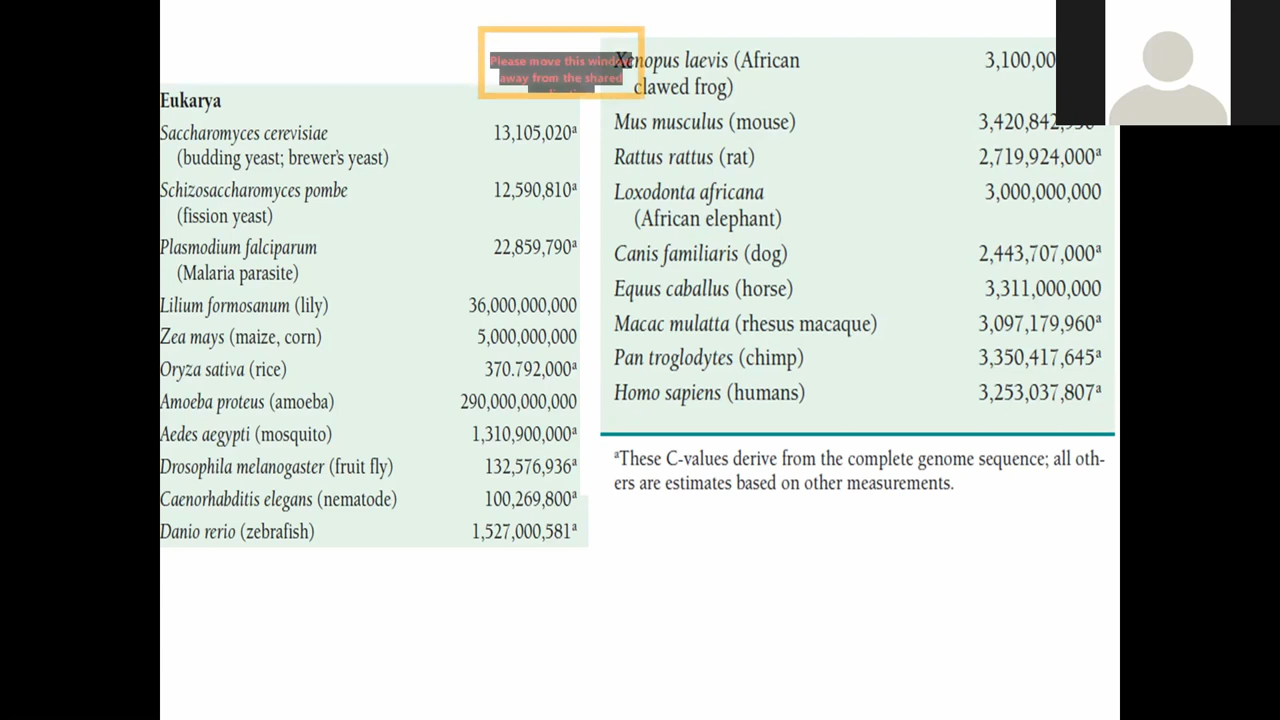 Please move this window
away from the shared
Eukarya
Saccharomyces cerevisiae 13,105,020ᵃ
(budding yeast; brewer's yeast)
Schizosaccharomyces pombe 12,590,810ᵃ
(fission yeast)
Plasmodium falciparum 22,859,790ᵃ
(Malaria parasite)
Lilium formosanum (lily) 36,000,000,000
Zea mays (maize, corn) 5,000,000,000
Oryza sativa (rice) 370.792,000ᵃ
Amoeba proteus (amoeba) 290,000,000,000
Aedes aegypti (mosquito) 1,310,900,000ᵃ
Drosophila melanogaster (fruit fly) 132,576,936ᵃ
Caenorhabditis elegans (nematode) 100,269,800ᵃ
Danio rerio (zebrafish) 1,527,000,581ᵃ
Xenopus laevis (African 3,100,00
clawed frog)
Mus musculus (mouse) 3,420,842,
Rattus rattus (rat) 2,719,924,000ᵃ
Loxodonta africana 3,000,000,000
(African elephant)
Canis familiaris (dog) 2,443,707,000ᵃ
Equus caballus (horse) 3,311,000,000
Macac mulatta (rhesus macaque) 3,097,179,960ᵃ
Pan troglodytes (chimp) 3,350,417,645ᵃ
Homo sapiens (humans) 3,253,037,807ᵃ
ᵃThese C-values derive from the complete genome sequence; all oth-
ers are estimates based on other measurements.